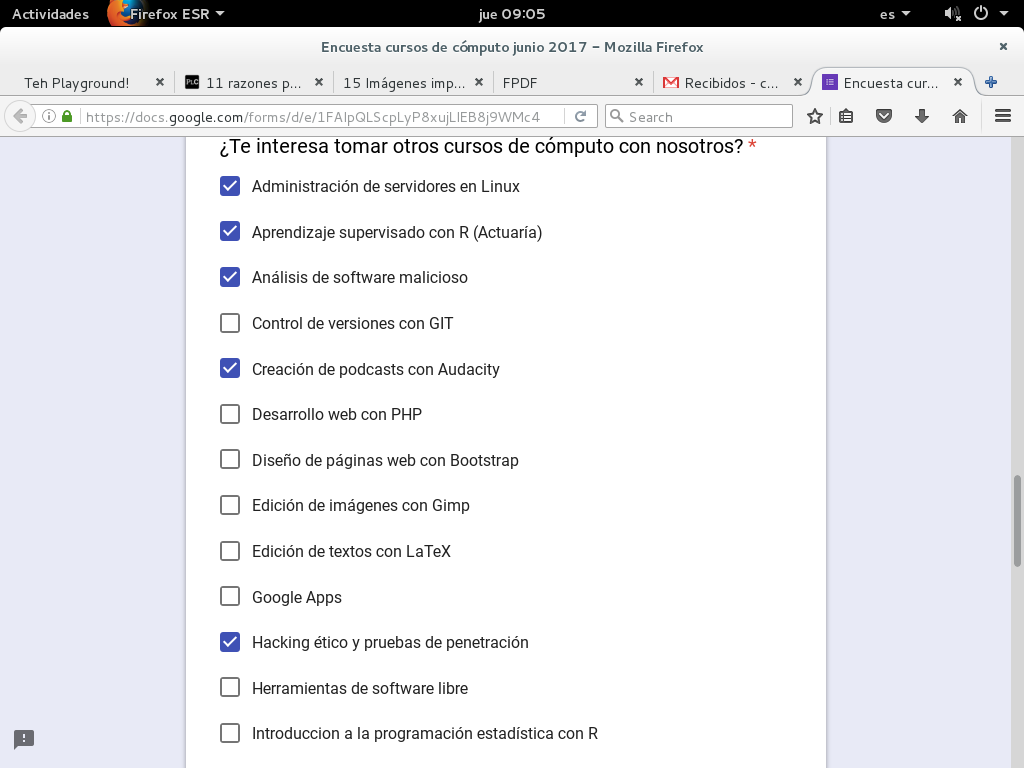 Actividades Firefox ESR jue 09:05 es
Encuesta cursos de cómputo junio 2017 – Mozilla Firefox
Teh Playground! PLC 11 razones p... 15 Imágenes imp... FPDF Recibidos - c... Encuesta cur...
https://docs.google.com/forms/d/e/1FAIpQLScpLyP8xujLIEB8j9WMc4 Search
¿Te interesa tomar otros cursos de cómputo con nosotros? *
Administración de servidores en Linux
Aprendizaje supervisado con R (Actuaría)
Análisis de software malicioso
Control de versiones con GIT
Creación de podcasts con Audacity
Desarrollo web con PHP
Diseño de páginas web con Bootstrap
Edición de imágenes con Gimp
Edición de textos con LaTeX
Google Apps
Hacking ético y pruebas de penetración
Herramientas de software libre
Introduccion a la programación estadística con R